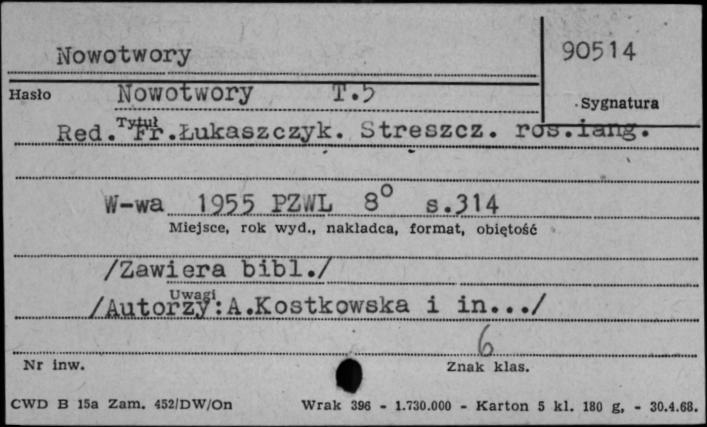 Nowotwory 90514
Hasło Nowotwory T.5 Sygnatura
Tytuł
Red. Fr.Łukaszczyk. Streszcz. ros.iang.
W-wa 1955 PZWL 8⁰ s.314
Miejsce, rok wyd., nakładca, format, objętość
/Zawiera bibl./
Uwagi
/Autorzy:A.Kostkowska i in.../
6
Nr inw. Znak klas.
CWD B 15a Zam. 452/DW/On Wrak 396 - 1.730.000 - Karton 5 kl. 180 g, - 30.4.68.